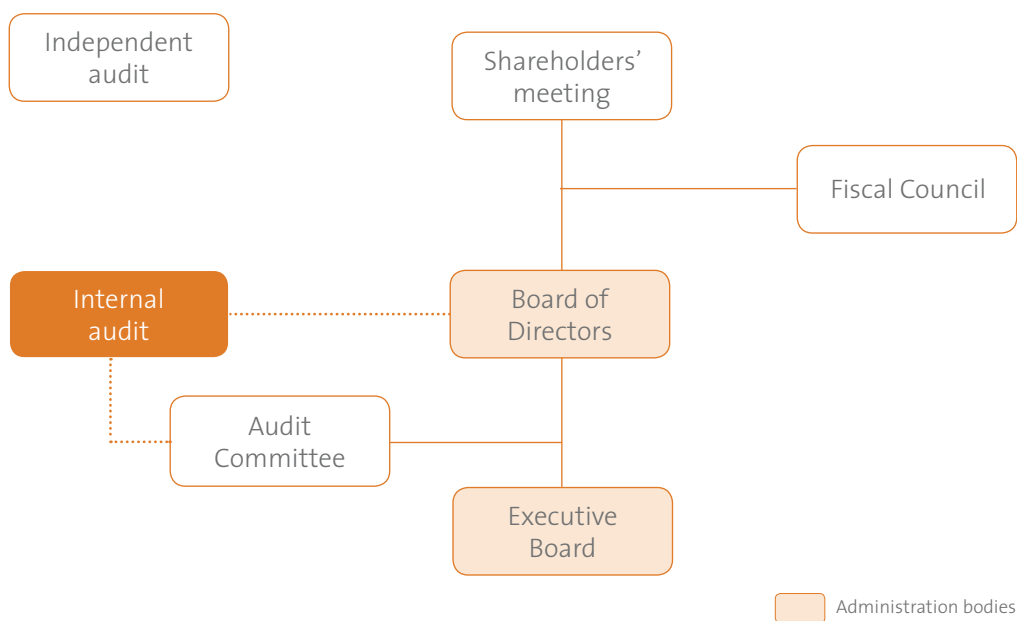 Independent
audit
Shareholders’
meeting
Fiscal Council
Internal
audit
Board of
Directors
Audit
Committee
Executive
Board
Administration bodies